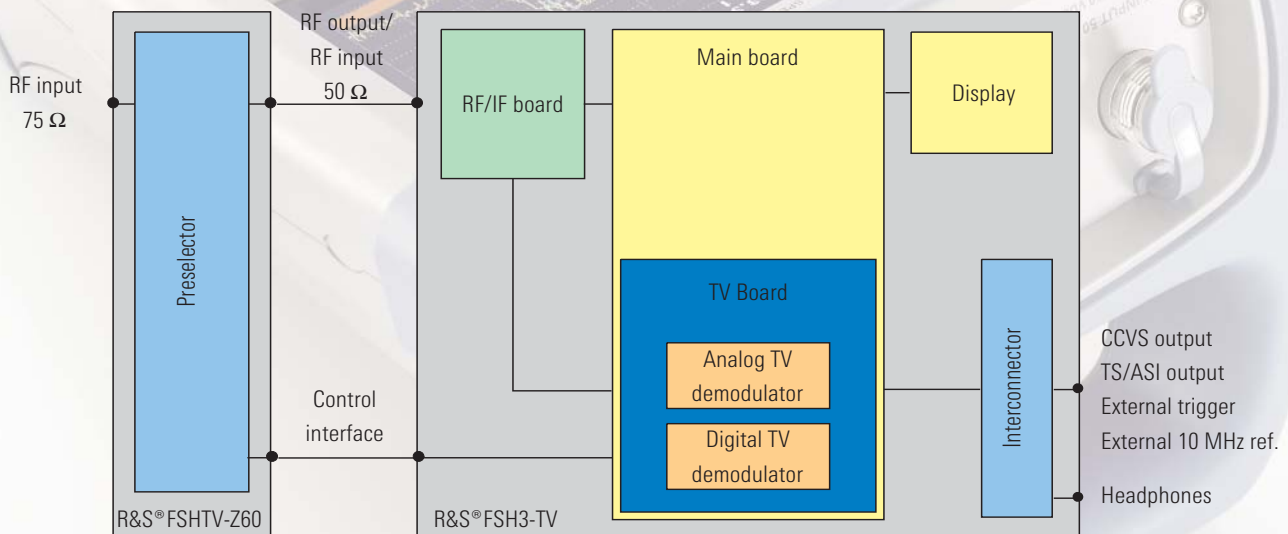 RF input
75 Ω
Preselector
R&S®FSHTV-Z60
RF output/
RF input
50 Ω
Control
interface
RF/IF board
Main board
Display
TV Board
Analog TV
demodulator
Digital TV
demodulator
Interconnector
R&S®FSH3-TV
CCVS output
TS/ASI output
External trigger
External 10 MHz ref.
Headphones